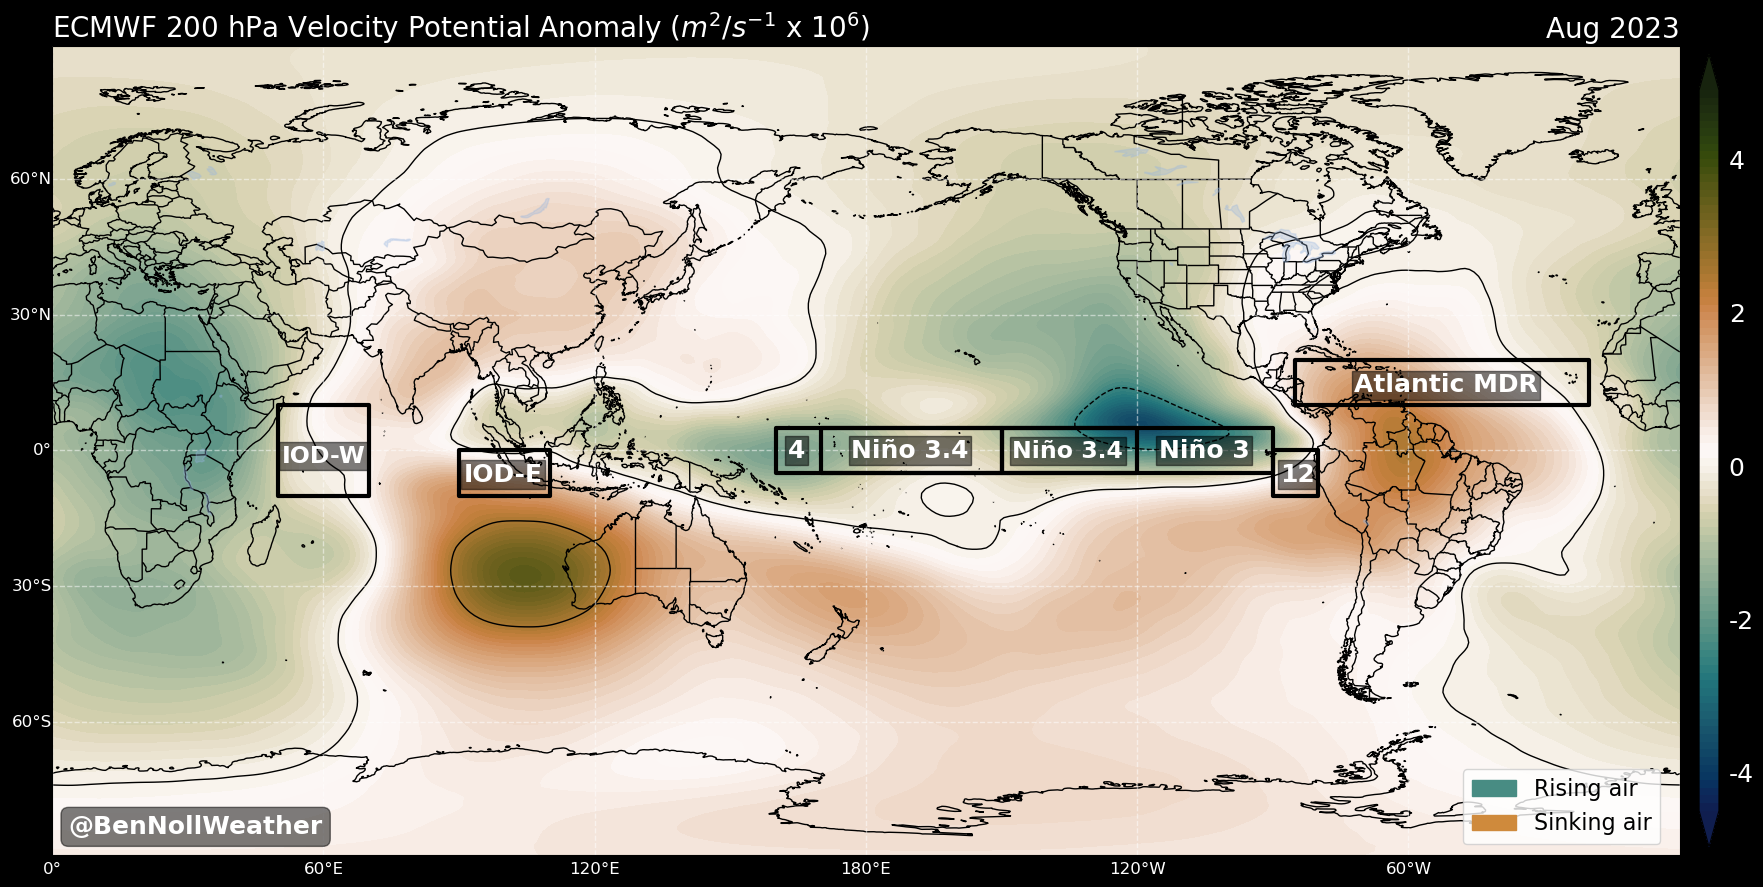 ECMWF 200 hPa Velocity Potential Anomaly (m²/s⁻¹ x 10⁶)
Aug 2023
60°N
30°N
0°
30°S
60°S
IOD-W
IOD-E
4
Niño 3.4
Niño 3.4
Niño 3
12
Atlantic MDR
4
2
0
-2
-4
Rising air
Sinking air
@BenNollWeather
0°
60°E
120°E
180°E
120°W
60°W